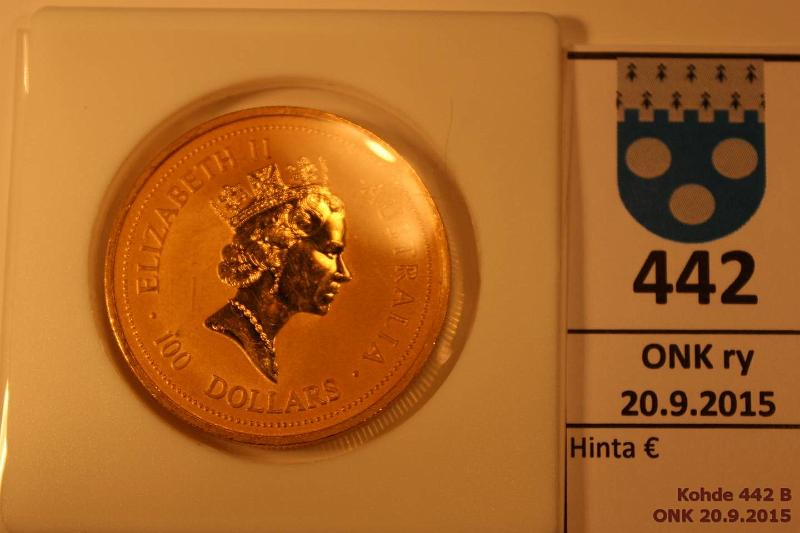 ELIZABETH II
AUSTRALIA
100 DOLLARS
442
ONK ry
20.9.2015
Hinta €
Kohde 442 B
ONK 20.9.2015